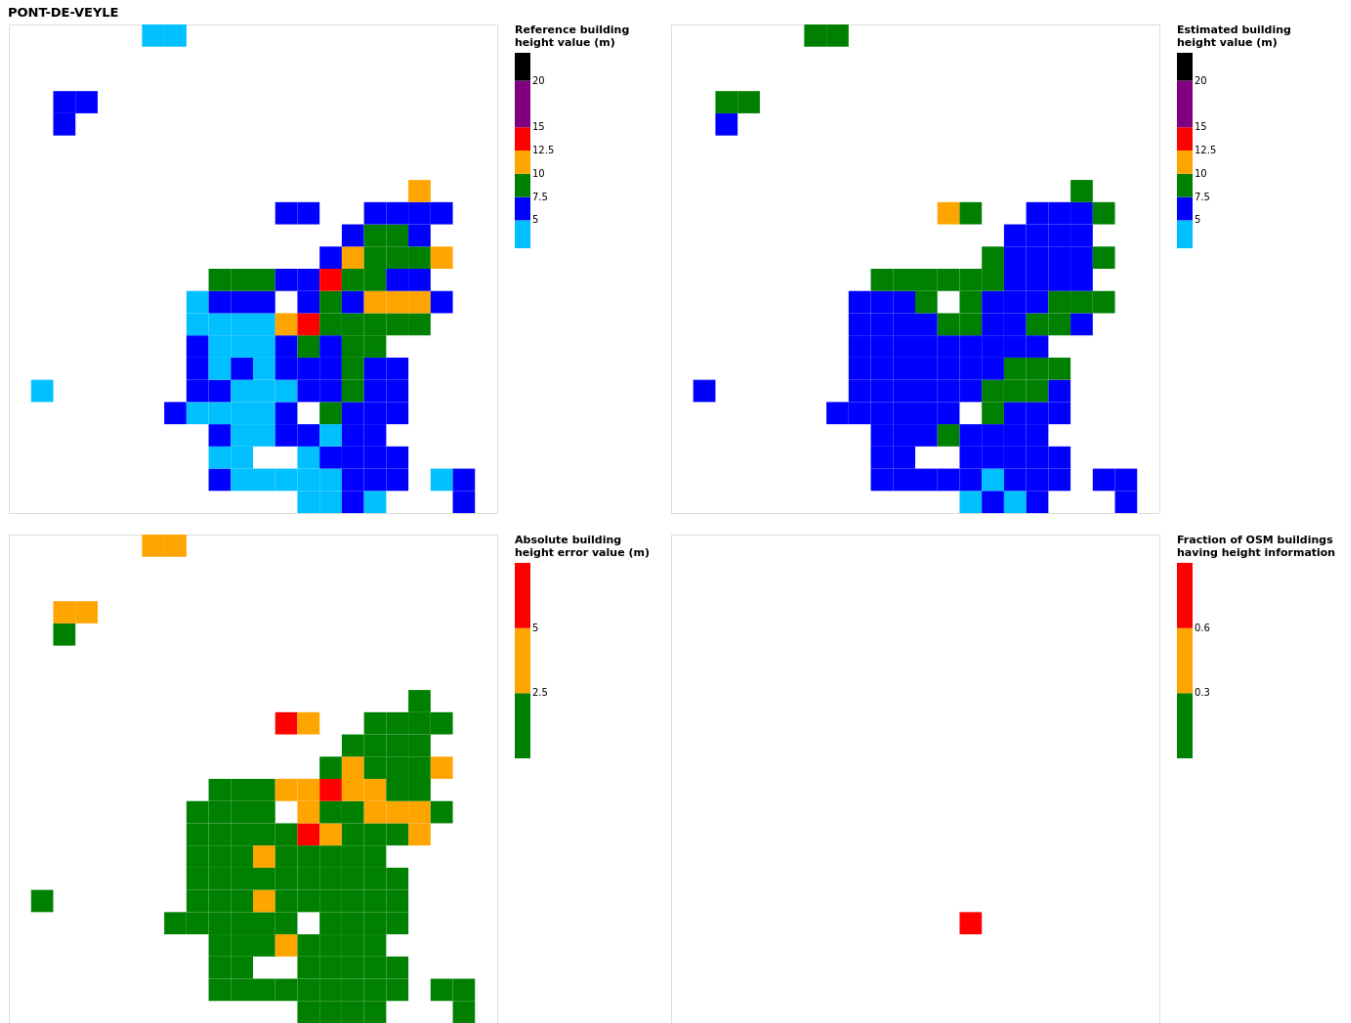 PONT-DE-VEYLE
Reference building
height value (m)
20
15
12.5
10
7.5
5
Estimated building
height value (m)
20
15
12.5
10
7.5
5
Absolute building
height error value (m)
5
2.5
Fraction of OSM buildings
having height information
0.6
0.3